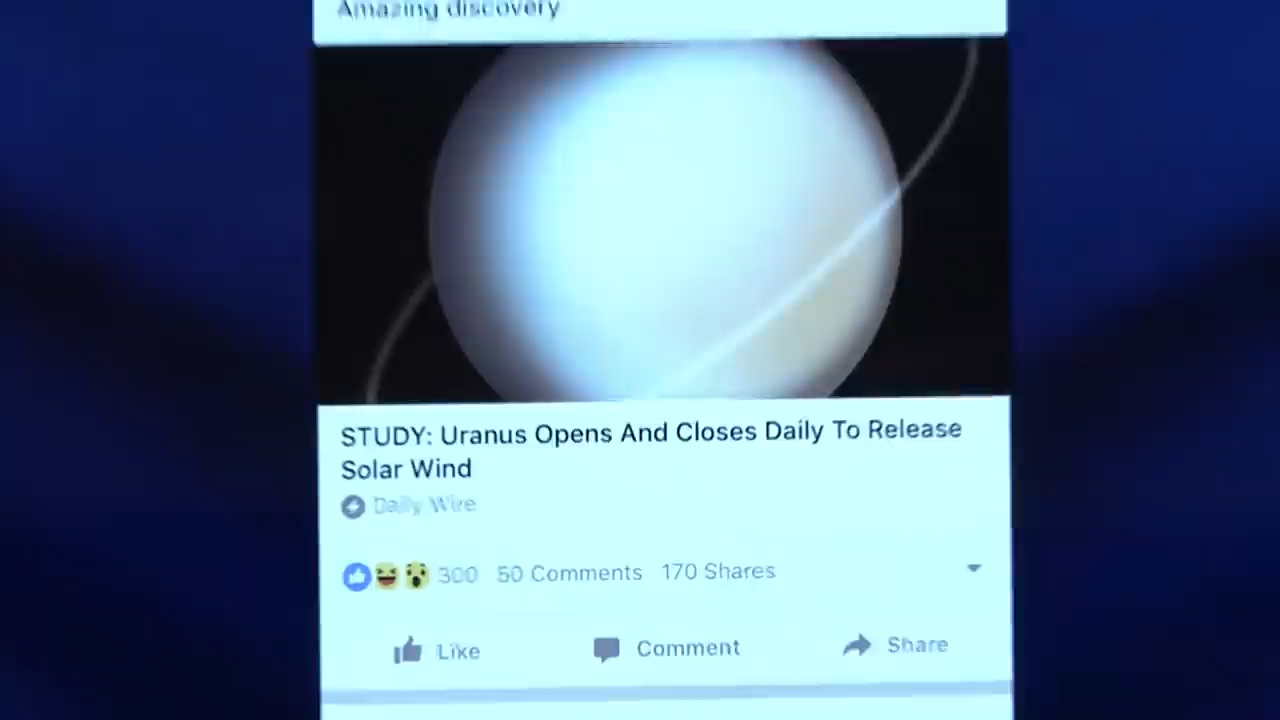 Amazing discovery
STUDY: Uranus Opens And Closes Daily To Release
Solar Wind
Daily Wire
300 50 Comments 170 Shares
Like Comment Share